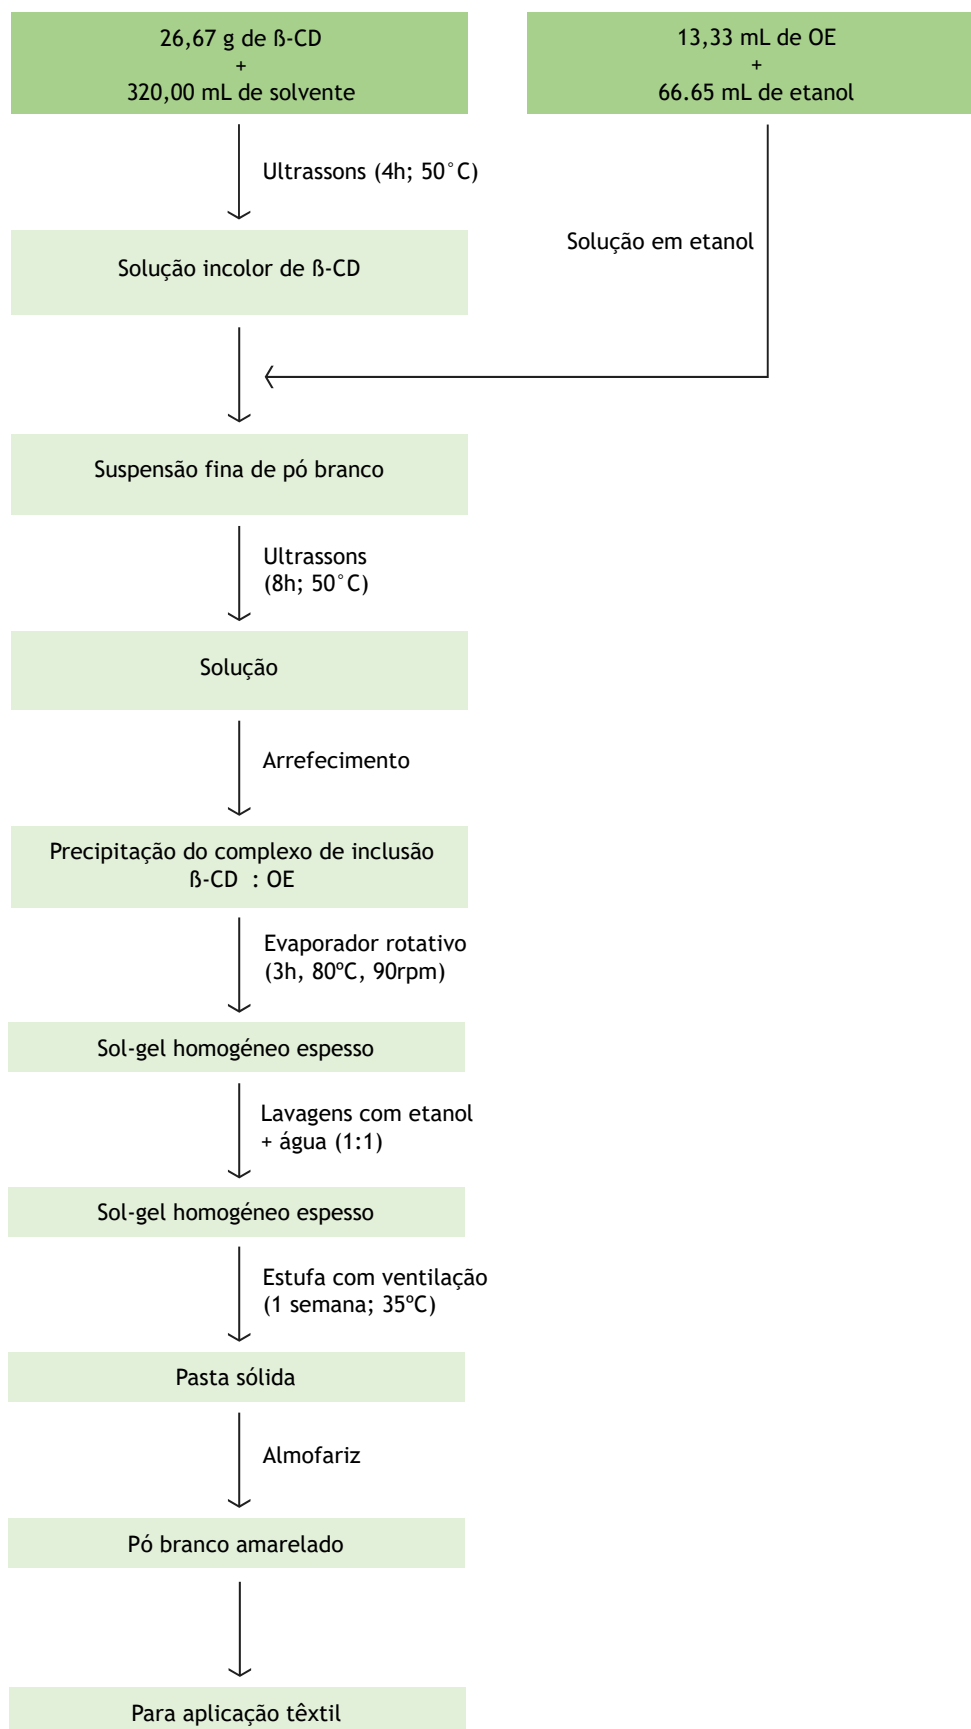 26,67 g de ß-CD
+
320,00 mL de solvente
13,33 mL de OE
+
66.65 mL de etanol
Ultrassons (4h; 50°C)
Solução em etanol
Solução incolor de ß-CD
Suspensão fina de pó branco
Ultrassons
(8h; 50°C)
Solução
Arrefecimento
Precipitação do complexo de inclusão
ß-CD : OE
Evaporador rotativo
(3h, 80ºC, 90rpm)
Sol-gel homogéneo espesso
Lavagens com etanol
+ água (1:1)
Sol-gel homogéneo espesso
Estufa com ventilação
(1 semana; 35ºC)
Pasta sólida
Almofariz
Pó branco amarelado
Para aplicação têxtil